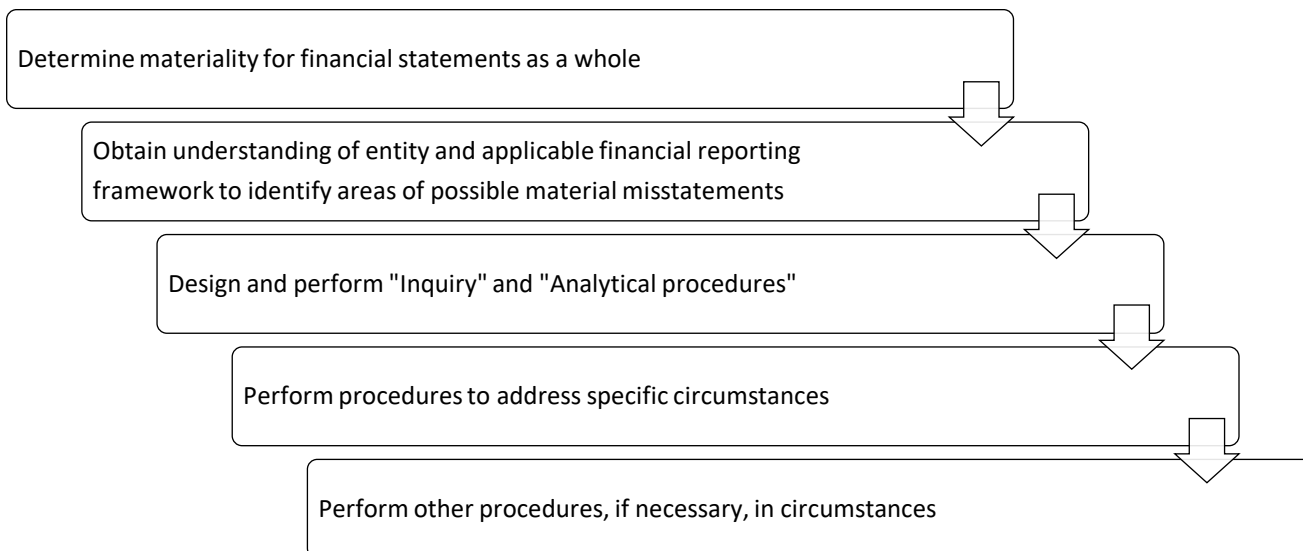 Determine materiality for financial statements as a whole
Obtain understanding of entity and applicable financial reporting
framework to identify areas of possible material misstatements
Design and perform "Inquiry" and "Analytical procedures"
Perform procedures to address specific circumstances
Perform other procedures, if necessary, in circumstances